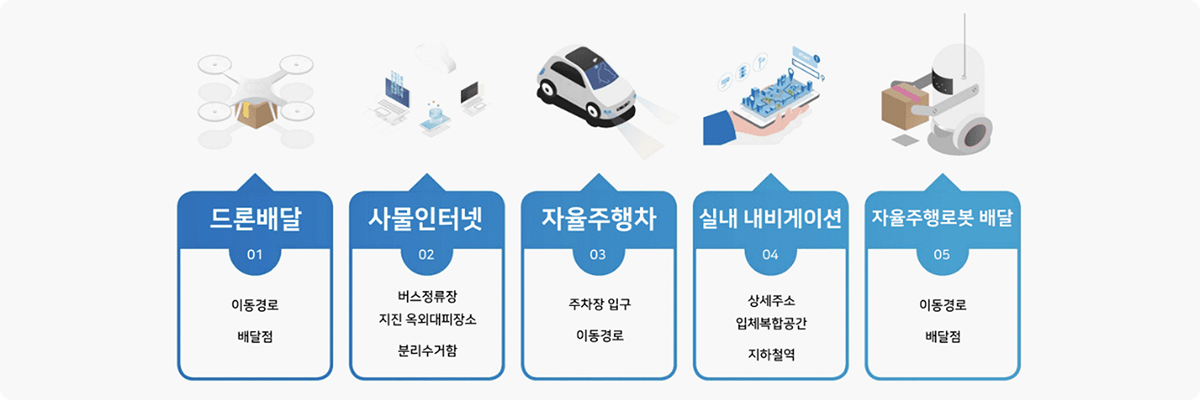 드론배달
01
이동경로
배달점
사물인터넷
02
버스정류장
지진 옥외대피장소
분리수거함
자율주행차
03
주차장 입구
이동경로
실내 내비게이션
04
상세주소
입체복합공간
지하철역
자율주행로봇 배달
05
이동경로
배달점